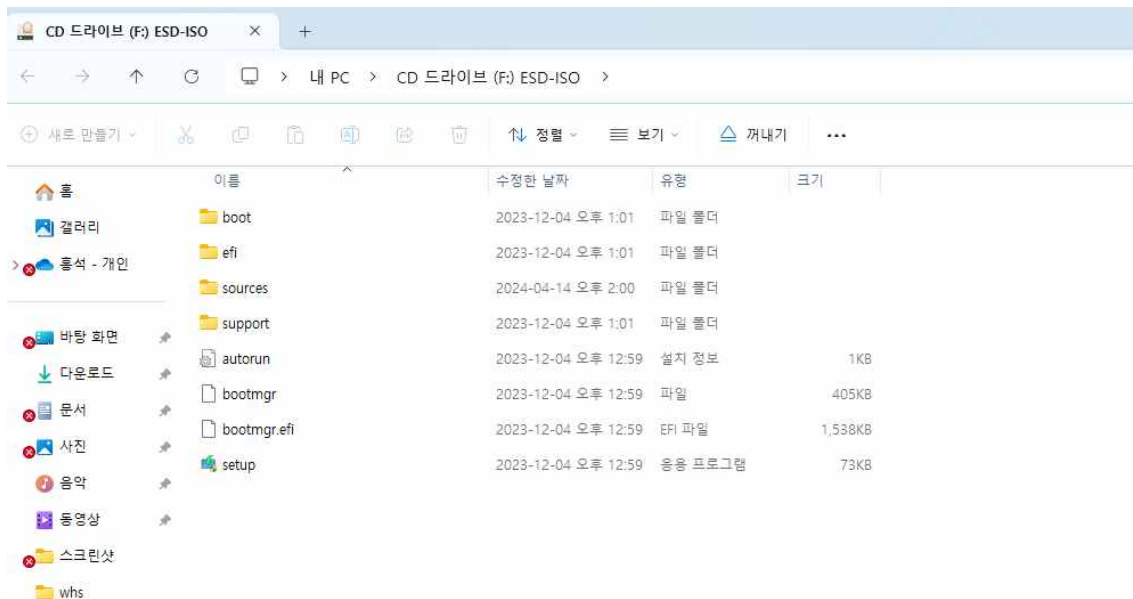 CD 드라이브 (F:) ESD-ISO
내 PC > CD 드라이브 (F:) ESD-ISO >
새로 만들기 정렬 보기 꺼내기 ...
이름 수정한 날짜 유형 크기
홈
갤러리
홍석 - 개인
바탕 화면
다운로드
문서
사진
음악
동영상
스크린샷
whs
boot 2023-12-04 오후 1:01 파일 폴더
efi 2023-12-04 오후 1:01 파일 폴더
sources 2024-04-14 오후 2:00 파일 폴더
support 2023-12-04 오후 1:01 파일 폴더
autorun 2023-12-04 오후 12:59 설치 정보 1KB
bootmgr 2023-12-04 오후 12:59 파일 405KB
bootmgr.efi 2023-12-04 오후 12:59 EFI 파일 1,538KB
setup 2023-12-04 오후 12:59 응용 프로그램 73KB